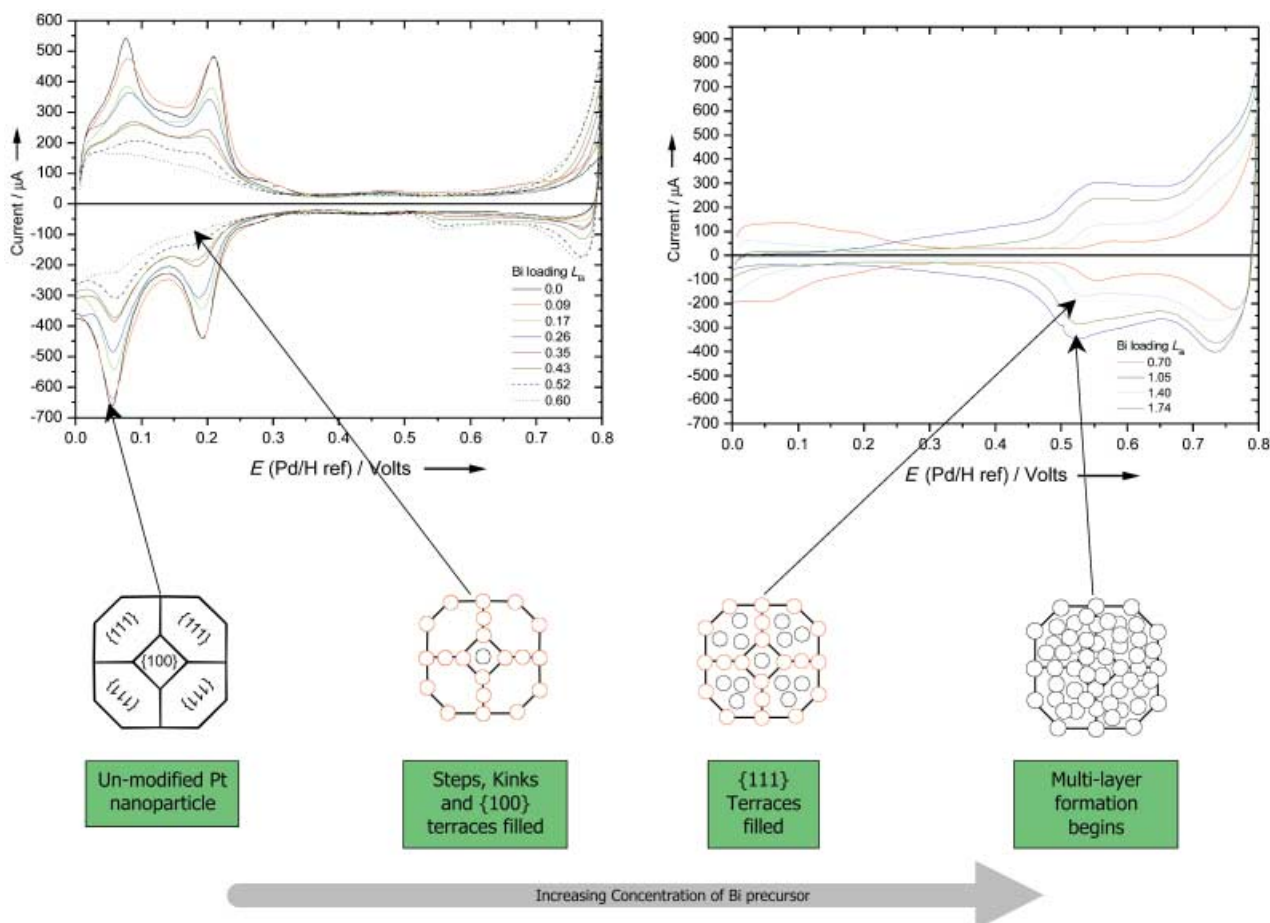 600
500
400
300
200
100
0
-100
-200
-300
-400
-500
-600
-700
Current / μA
0.0 0.1 0.2 0.3 0.4 0.5 0.6 0.7 0.8
E (Pd/H ref) / Volts
Bi loading L
0.0
0.09
0.17
0.26
0.35
0.43
0.52
0.60
900
800
700
600
500
400
300
200
100
0
-100
-200
-300
-400
-500
-600
-700
Current / μA
0.0 0.1 0.2 0.3 0.4 0.5 0.6 0.7 0.8
E (Pd/H ref) / Volts
Bi loading L
0.70
1.05
1.40
1.74
{111} {111}
{100}
{111} {111}
Un-modified Pt
nanoparticle
Steps, Kinks
and {100}
terraces filled
{111}
Terraces
filled
Multi-layer
formation
begins
Increasing Concentration of Bi precursor